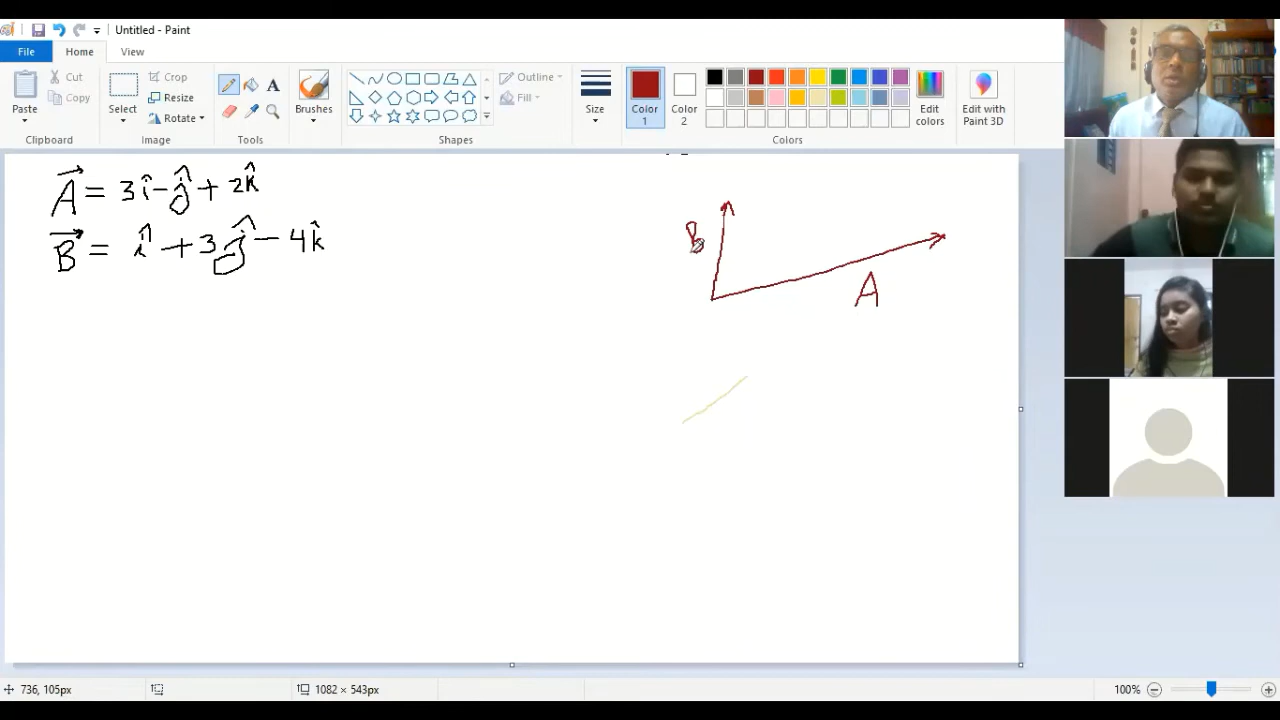 Untitled - Paint
File Home View
Paste
Cut
Copy
Clipboard
Select
Crop
Resize
Rotate
Image
Tools
Brushes
Shapes
Outline
Fill
Size
Color 1
Color 2
Colors
Edit colors
Edit with Paint 3D
A⃗ = 3î - ĵ + 2k̂
B⃗ = î + 3ĵ - 4k̂
B
A
736, 105px
1082 × 543px
100%